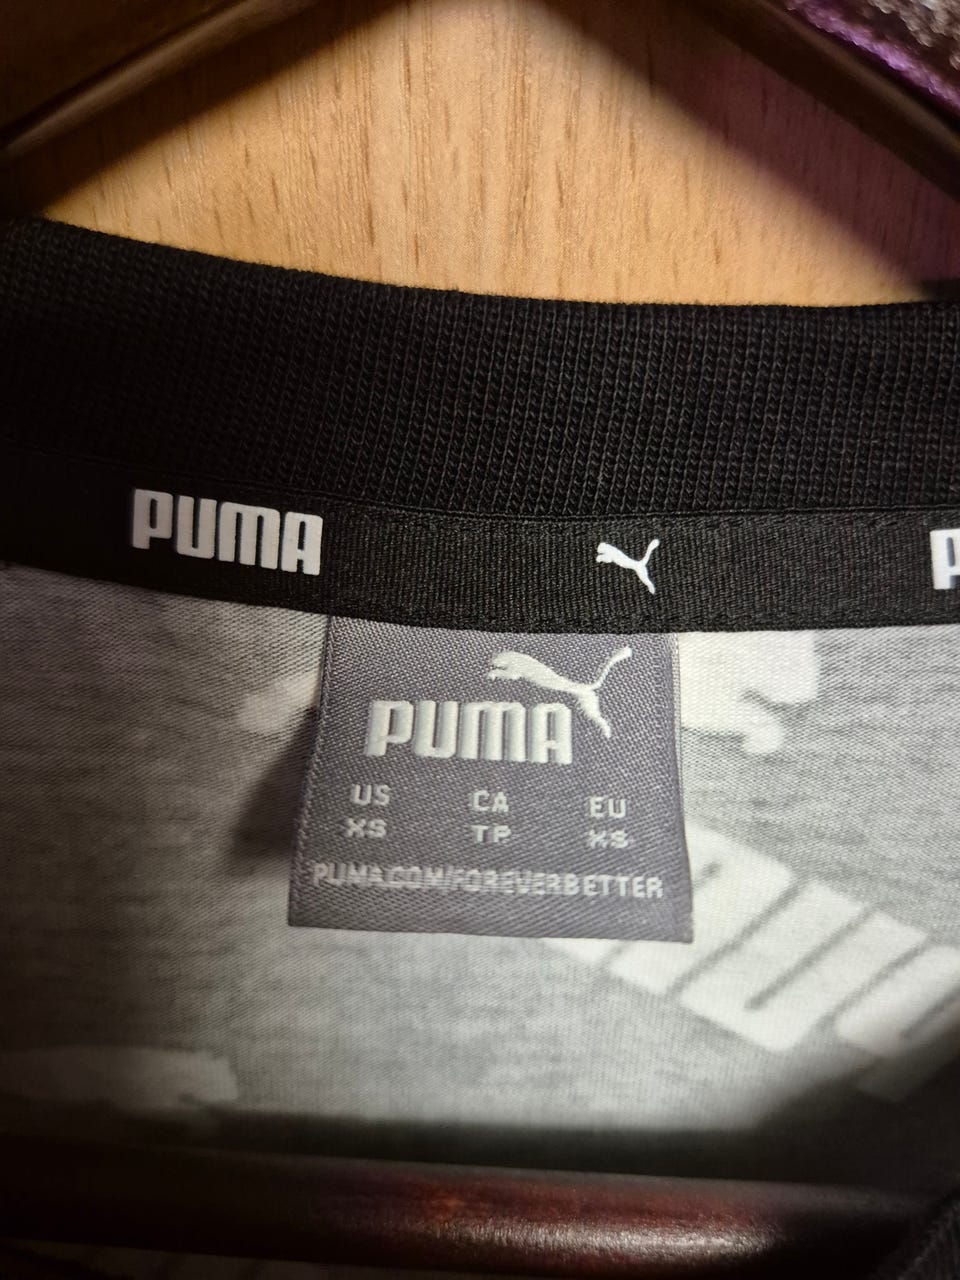 PUMA
PUMA
US CA EU
XS TP XS
PUMA.COM/FOREVERBETTER